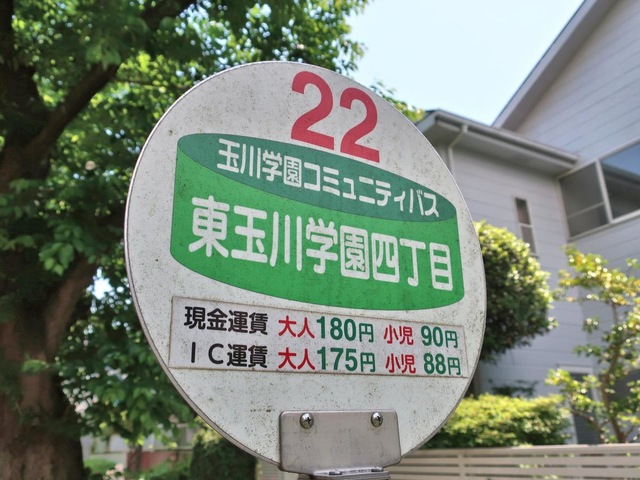 22
玉川学園コミュニティバス
東玉川学園四丁目
現金運賃 大人180円 小児 90円
IC運賃 大人175円 小児 88円